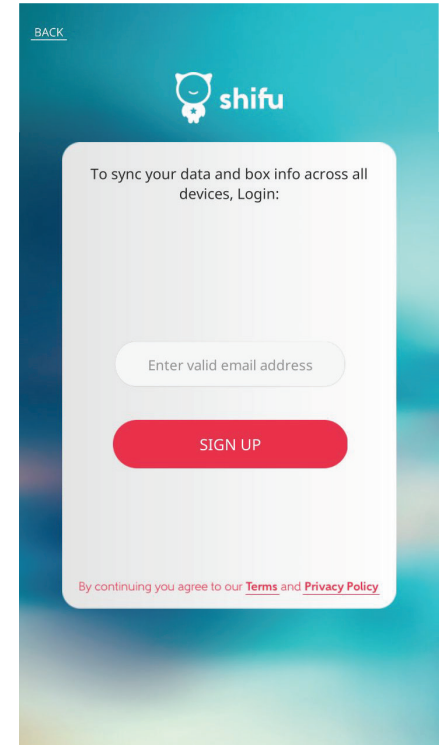 BACK
shifu
To sync your data and box info across all
devices, Login:
Enter valid email address
SIGN UP
By continuing you agree to our Terms and Privacy Policy